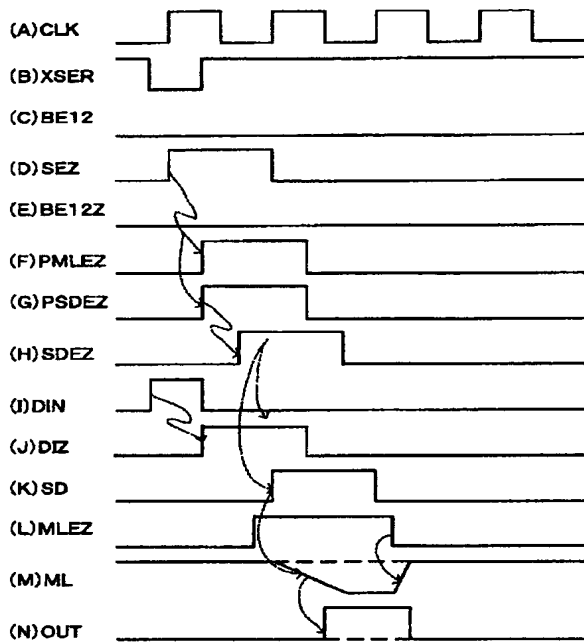 (A)CLK
(B)XSER
(C)BE12
(D)SEZ
(E)BE12Z
(F)PMLEZ
(G)PSDEZ
(H)SDEZ
(I)DIN
(J)DIZ
(K)SD
(L)MLEZ
(M)ML
(N)OUT